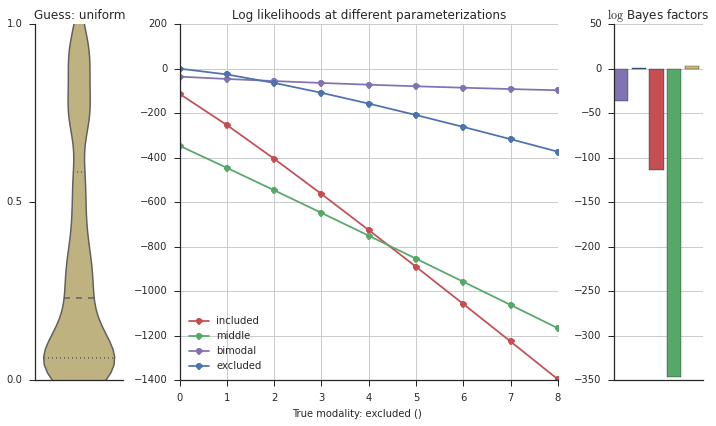 Guess: uniform
1.0
0.5
0.0
Log likelihoods at different parameterizations
200
0
−200
−400
−600
−800
−1000
−1200
−1400
included
middle
bimodal
excluded
0 1 2 3 4 5 6 7 8
True modality: excluded ()
log Bayes factors
50
0
−50
−100
−150
−200
−250
−300
−350